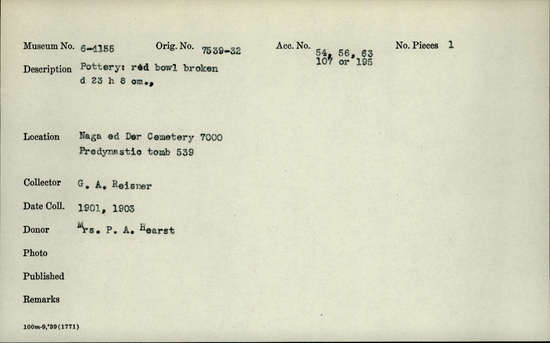 Museum No. 6-4156 Orig. No. 7539-32 Acc. No. 54, 56, 63 No. Pieces 1
107 or 195
Description Pottery: red bowl broken
d 23 h 8 cm.,
Location Naga ed Der Cemetery 7000
Predynastic tomb 539
Collector G. A. Reisner
Date Coll. 1901, 1903
Donor Mrs. P. A. Hearst
Photo
Published
Remarks
100m-9,'39(1771)